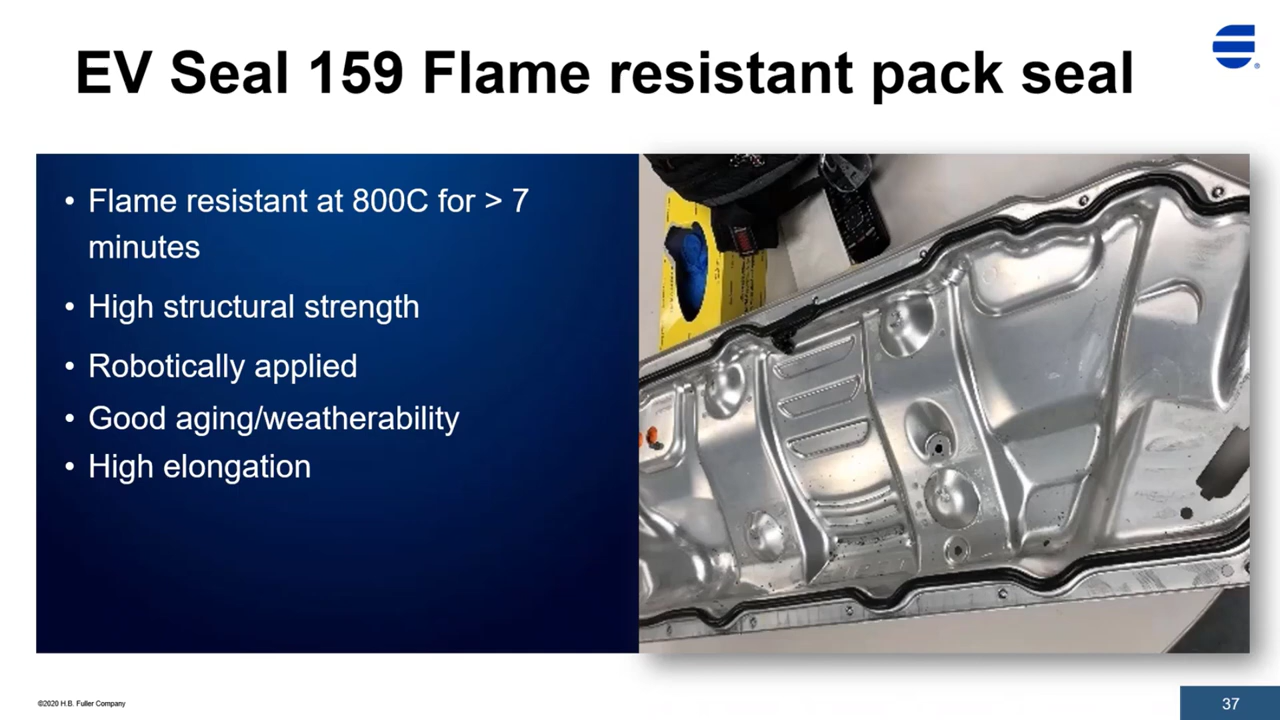 EV Seal 159 Flame resistant pack seal
• Flame resistant at 800C for > 7
minutes
• High structural strength
• Robotically applied
• Good aging/weatherability
• High elongation
©2020 H.B. Fuller Company
37